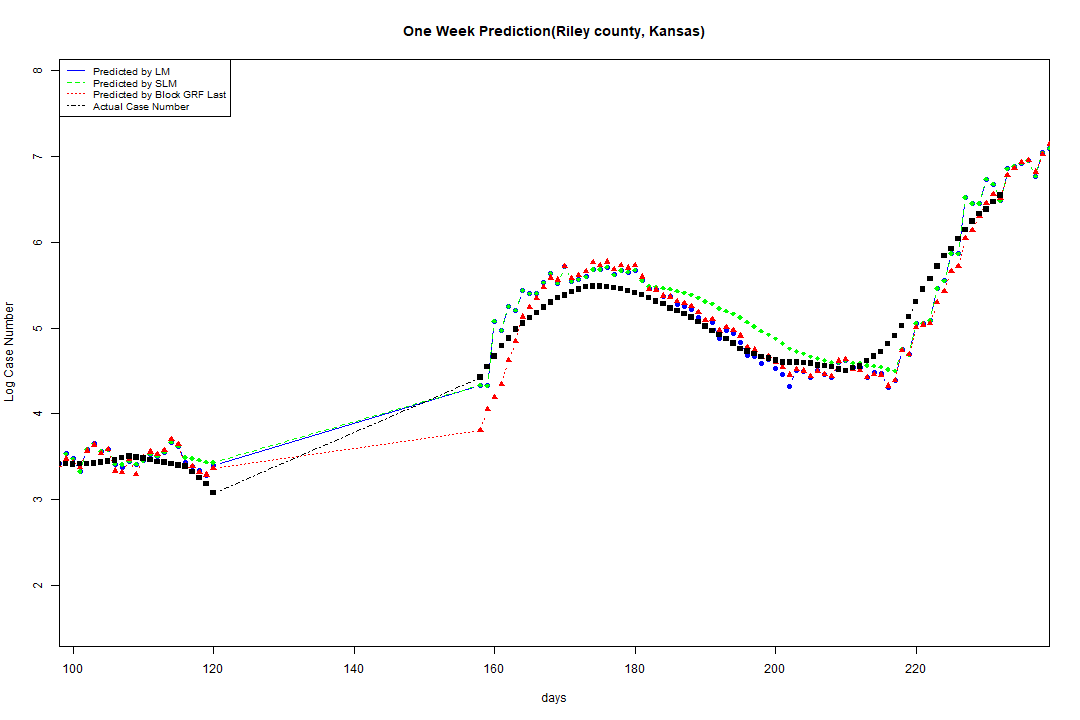 One Week Prediction(Riley county, Kansas)
Predicted by LM
Predicted by SLM
Predicted by Block GRF Last
Actual Case Number
8
7
6
5
4
3
2
Log Case Number
100 120 140 160 180 200 220
days